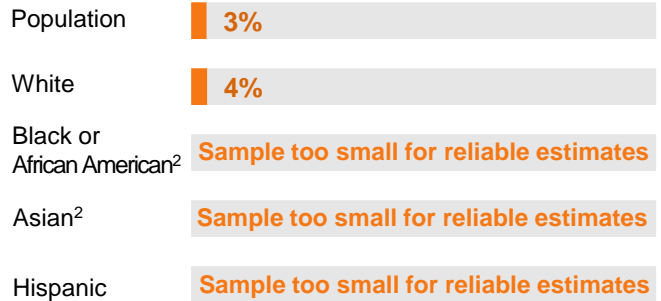 Population 3%
White 4%
Black or
African American² Sample too small for reliable estimates
Asian² Sample too small for reliable estimates
Hispanic Sample too small for reliable estimates